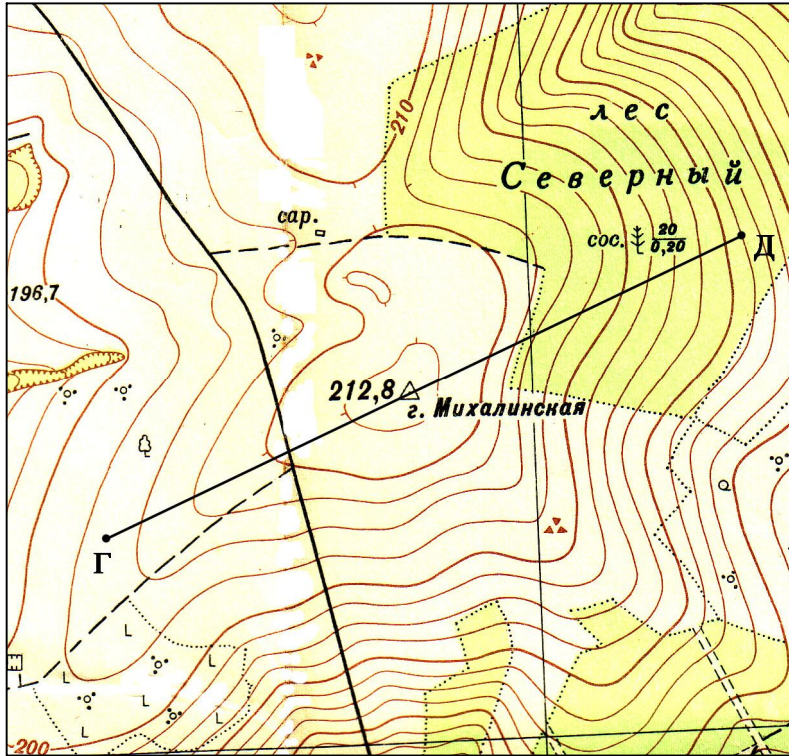 210
лес
Северный
сар.
сос. 20
0,20
Д
196,7
212,8
г. Михалинская
Г
L
L
L
L
L
L
200